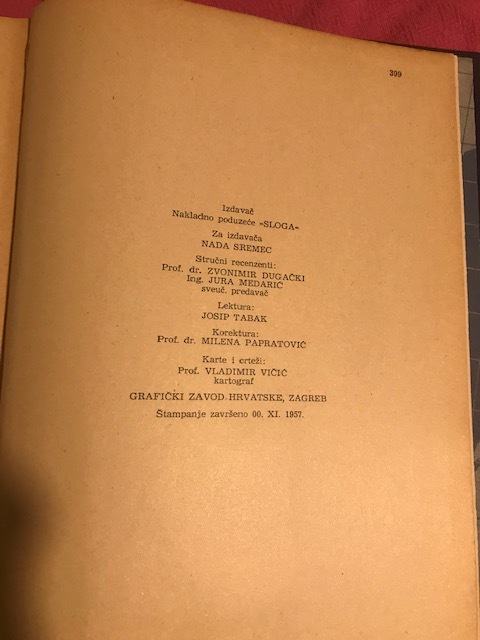 399
Izdavač
Nakladno poduzeće »SLOGA«
Za izdavača
NADA SREMEC
Stručni recenzenti:
Prof. dr. ZVONIMIR DUGAČKI
Ing. JURA MEDARIĆ
sveuč. predavač
Lektura:
JOSIP TABAK
Korektura:
Prof. dr. MILENA PAPRATOVIĆ
Karte i crteži:
Prof. VLADIMIR VIČIĆ
kartograf
GRAFIČKI ZAVOD HRVATSKE, ZAGREB
Štampanje završeno 00. XI. 1957.